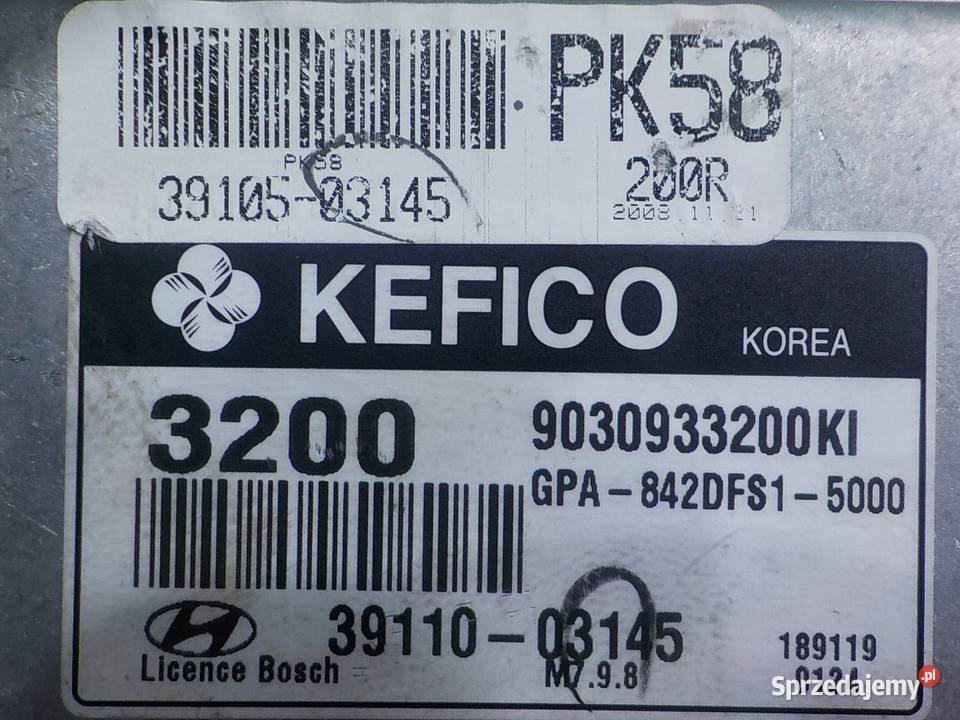 PK58
PK58
39105-03145
200R
2008.11.21
KEFICO
KOREA
3200
9030933200KI
GPA-842DFS1-5000
39110-03145
189119
Licence Bosch
M7.9.8
Sprzedajemy.pl